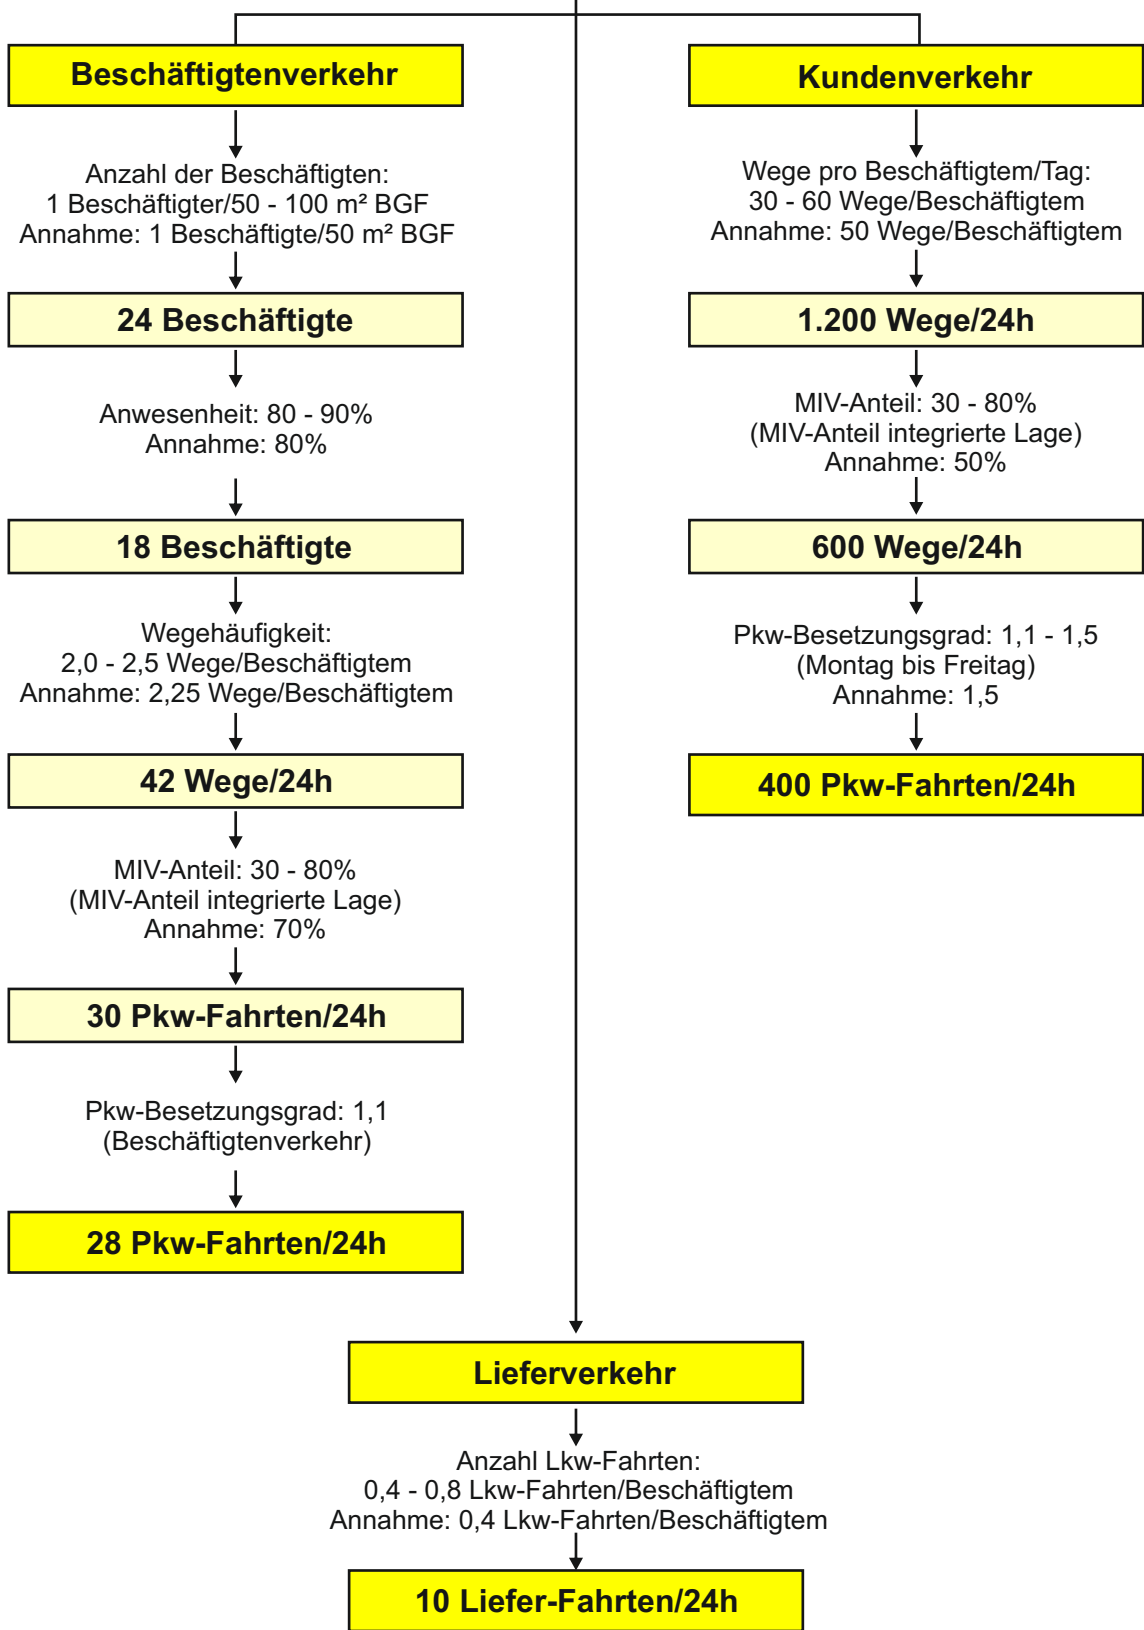 Beschäftigtenverkehr
Anzahl der Beschäftigten:
1 Beschäftigter/50 - 100 m² BGF
Annahme: 1 Beschäftigte/50 m² BGF
24 Beschäftigte
Anwesenheit: 80 - 90%
Annahme: 80%
18 Beschäftigte
Wegehäufigkeit:
2,0 - 2,5 Wege/Beschäftigtem
Annahme: 2,25 Wege/Beschäftigtem
42 Wege/24h
MIV-Anteil: 30 - 80%
(MIV-Anteil integrierte Lage)
Annahme: 70%
30 Pkw-Fahrten/24h
Pkw-Besetzungsgrad: 1,1
(Beschäftigtenverkehr)
28 Pkw-Fahrten/24h
Kundenverkehr
Wege pro Beschäftigtem/Tag:
30 - 60 Wege/Beschäftigtem
Annahme: 50 Wege/Beschäftigtem
1.200 Wege/24h
MIV-Anteil: 30 - 80%
(MIV-Anteil integrierte Lage)
Annahme: 50%
600 Wege/24h
Pkw-Besetzungsgrad: 1,1 - 1,5
(Montag bis Freitag)
Annahme: 1,5
400 Pkw-Fahrten/24h
Lieferverkehr
Anzahl Lkw-Fahrten:
0,4 - 0,8 Lkw-Fahrten/Beschäftigtem
Annahme: 0,4 Lkw-Fahrten/Beschäftigtem
10 Liefer-Fahrten/24h